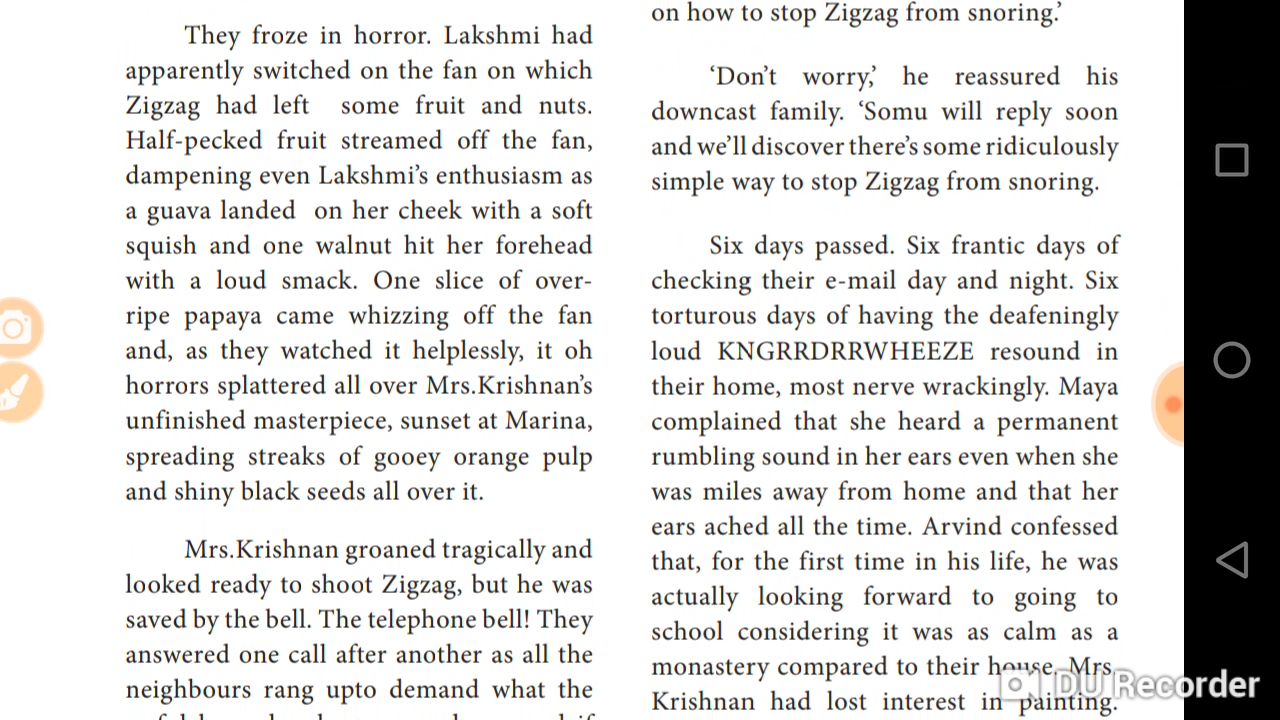 They froze in horror. Lakshmi had
apparently switched on the fan on which
Zigzag had left some fruit and nuts.
Half-pecked fruit streamed off the fan,
dampening even Lakshmi’s enthusiasm as
a guava landed on her cheek with a soft
squish and one walnut hit her forehead
with a loud smack. One slice of over-
ripe papaya came whizzing off the fan
and, as they watched it helplessly, it oh
horrors splattered all over Mrs.Krishnan’s
unfinished masterpiece, sunset at Marina,
spreading streaks of gooey orange pulp
and shiny black seeds all over it.
Mrs.Krishnan groaned tragically and
looked ready to shoot Zigzag, but he was
saved by the bell. The telephone bell! They
answered one call after another as all the
neighbours rang upto demand what the
on how to stop Zigzag from snoring.’
‘Don’t worry,’ he reassured his
downcast family. ‘Somu will reply soon
and we’ll discover there’s some ridiculously
simple way to stop Zigzag from snoring.
Six days passed. Six frantic days of
checking their e-mail day and night. Six
torturous days of having the deafeningly
loud KNGRRDRRWHEEZE resound in
their home, most nerve wrackingly. Maya
complained that she heard a permanent
rumbling sound in her ears even when she
was miles away from home and that her
ears ached all the time. Arvind confessed
that, for the first time in his life, he was
actually looking forward to going to
school considering it was as calm as a
monastery compared to their house. Mrs.
Krishnan had lost interest in painting.
DU Recorder